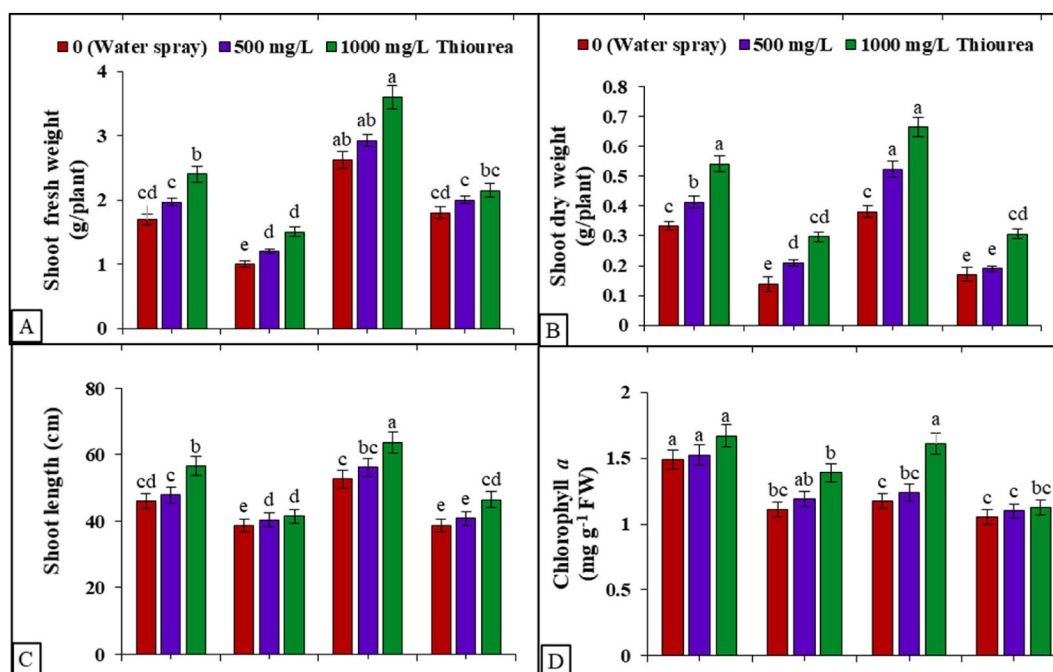 0 (Water spray) 500 mg/L 1000 mg/L Thiourea
Shoot fresh weight
(g/plant)
4
3
2
1
0
cd c b e d d ab ab a cd c bc
A
0 (Water spray) 500 mg/L 1000 mg/L Thiourea
Shoot dry weight
(g/plant)
0.8
0.7
0.6
0.5
0.4
0.3
0.2
0.1
0
c b a e d cd c a a e e cd
B
Shoot length (cm)
80
60
40
20
0
cd c b e d d c bc a e e cd
C
Chlorophyll a
(mg g-1 FW)
2
1.5
1
0.5
0
a a a bc ab b c bc a c c bc
D